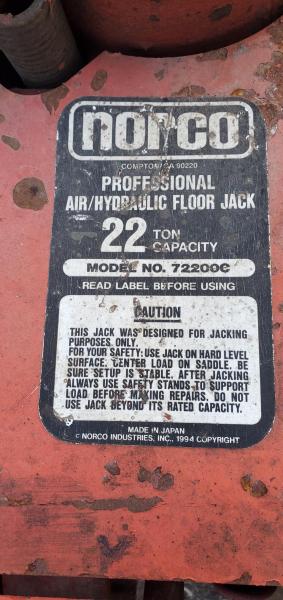 norco
COMPTON, CA 90220
PROFESSIONAL
AIR/HYDRAULIC FLOOR JACK
22 TON
CAPACITY
MODEL NO. 72200C
READ LABEL BEFORE USING
CAUTION
THIS JACK WAS DESIGNED FOR JACKING
PURPOSES ONLY.
FOR YOUR SAFETY: USE JACK ON HARD LEVEL
SURFACE. CENTER LOAD ON SADDLE. BE
SURE SETUP IS STABLE. AFTER JACKING
ALWAYS USE SAFETY STANDS TO SUPPORT
LOAD BEFORE MAKING REPAIRS. DO NOT
USE JACK BEYOND ITS RATED CAPACITY.
MADE IN JAPAN
© NORCO INDUSTRIES, INC., 1994 COPYRIGHT